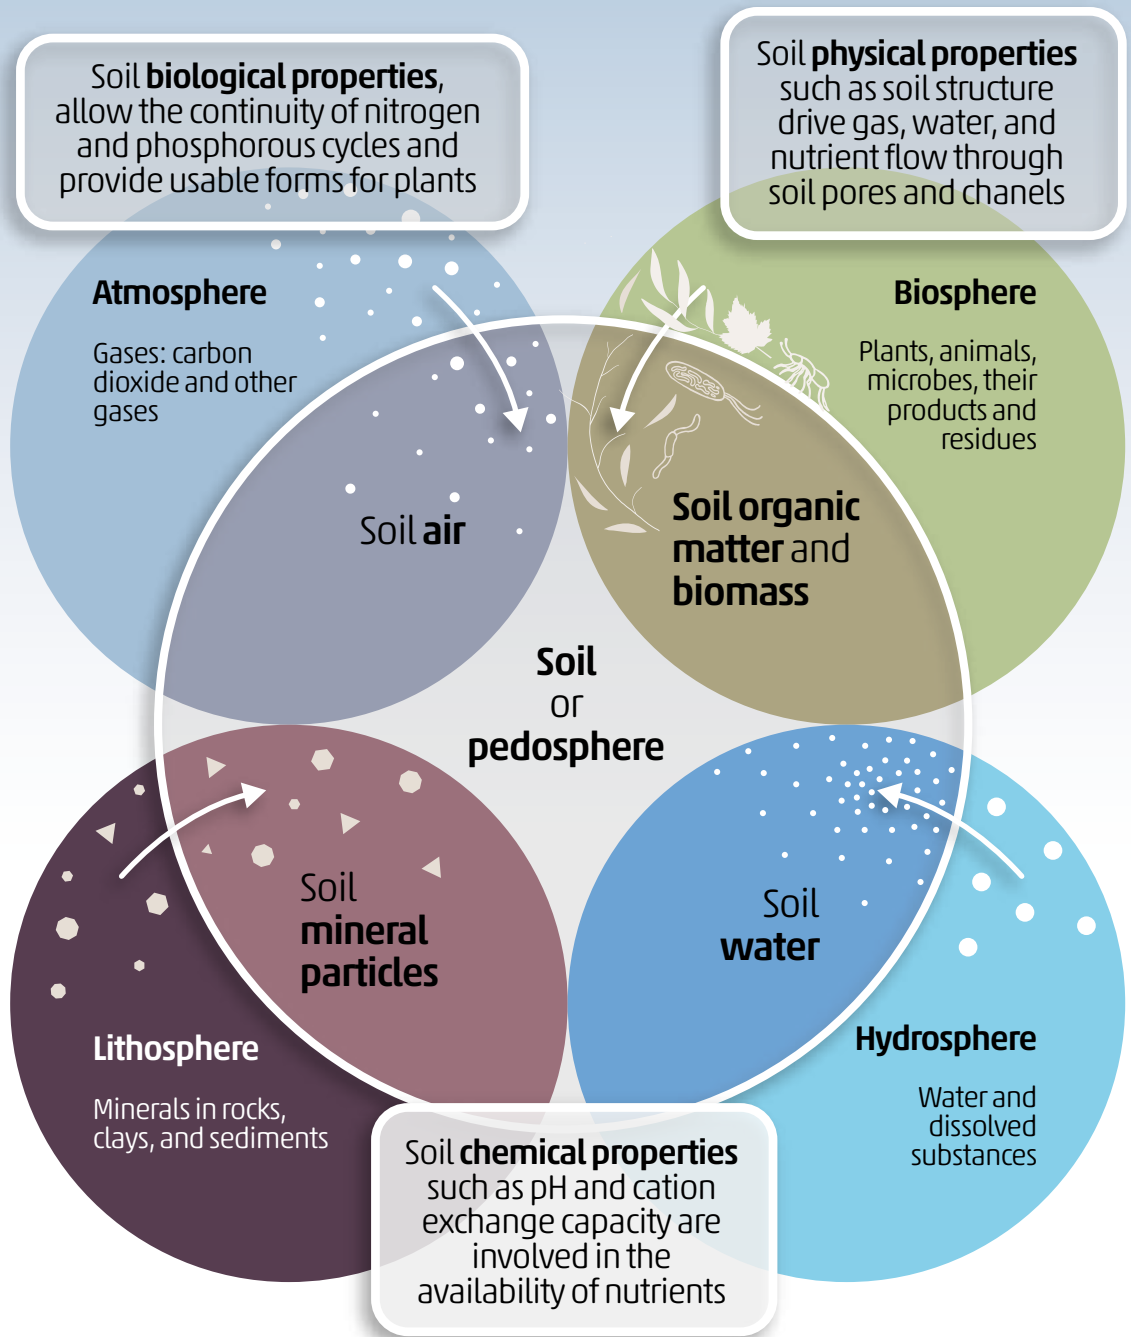 Soil biological properties,
allow the continuity of nitrogen
and phosphorous cycles and
provide usable forms for plants
Soil physical properties
such as soil structure
drive gas, water, and
nutrient flow through
soil pores and chanels
Atmosphere
Gases: carbon
dioxide and other
gases
Biosphere
Plants, animals,
microbes, their
products and
residues
Soil air
Soil organic
matter and
biomass
Soil
or
pedosphere
Soil
mineral
particles
Soil
water
Lithosphere
Minerals in rocks,
clays, and sediments
Hydrosphere
Water and
dissolved
substances
Soil chemical properties
such as pH and cation
exchange capacity are
involved in the
availability of nutrients